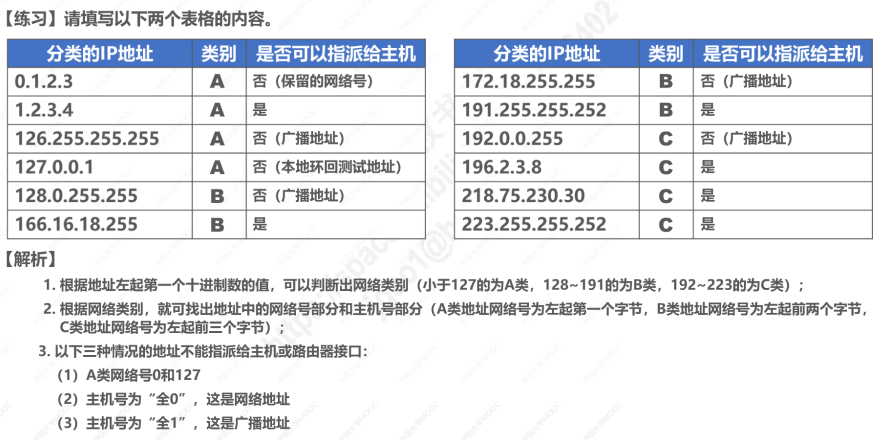 【练习】请填写以下两个表格的内容。
分类的IP地址 类别 是否可以指派给主机
0.1.2.3 A 否（保留的网络号）
1.2.3.4 A 是
126.255.255.255 A 否（广播地址）
127.0.0.1 A 否（本地环回测试地址）
128.0.255.255 B 否（广播地址）
166.16.18.255 B 是
分类的IP地址 类别 是否可以指派给主机
172.18.255.255 B 否（广播地址）
191.255.255.252 B 是
192.0.0.255 C 否（广播地址）
196.2.3.8 C 是
218.75.230.30 C 是
223.255.255.252 C 是
【解析】
1. 根据地址左起第一个十进制数的值，可以判断出网络类别（小于127的为A类，128~191的为B类，192~223的为C类）；
2. 根据网络类别，就可找出地址中的网络号部分和主机号部分（A类地址网络号为左起第一个字节，B类地址网络号为左起前两个字节，
C类地址网络号为左起前三个字节）；
3. 以下三种情况的地址不能指派给主机或路由器接口：
（1）A类网络号0和127
（2）主机号为“全0”，这是网络地址
（3）主机号为“全1”，这是广播地址